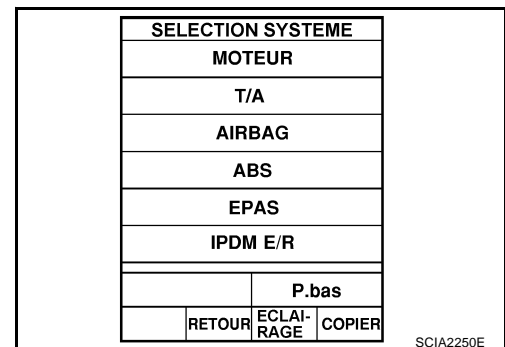 SELECTION SYSTEME
MOTEUR
T/A
AIRBAG
ABS
EPAS
IPDM E/R
P.bas
RETOUR ECLAI-RAGE COPIER
SCIA2250E